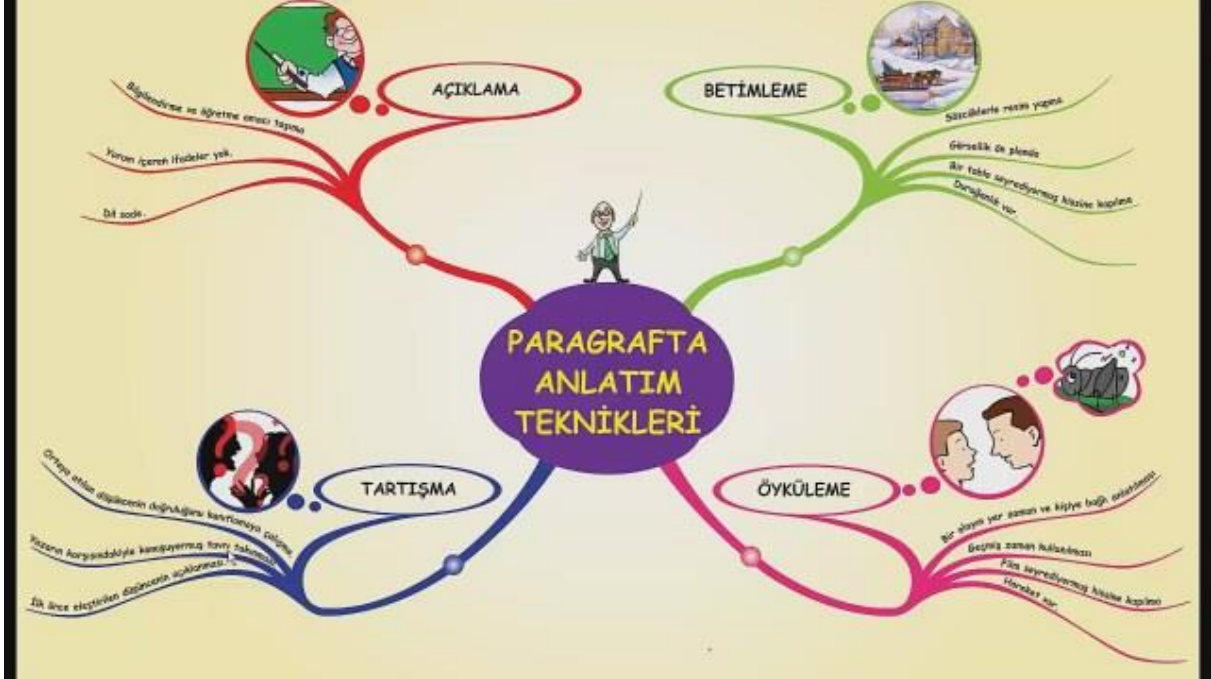 AÇIKLAMA
Bilgilendirme ve öğretme amacı taşıma
Yorum içeren ifadeler yok.
Dil sade.
BETİMLEME
Sözcüklerle resim yapma
Görsellik ön planda
Bir tablo seyrediyormuş hissine kapılma
Durağanlık var.
PARAGRAFTA
ANLATIM
TEKNİKLERİ
TARTIŞMA
Ortaya atılan düşüncenin doğruluğunu kanıtlamaya çalışma.
Yazarın karşısındakiyle konuşuyormuş tavrı takınması.
İlk önce eleştirilen düşüncenin açıklanması.
ÖYKÜLEME
Bir olayın yer zaman ve kişiye bağlı anlatılması
Geçmiş zaman kullanılması
Film seyrediyormuş hissine kapılma
Hareket var.